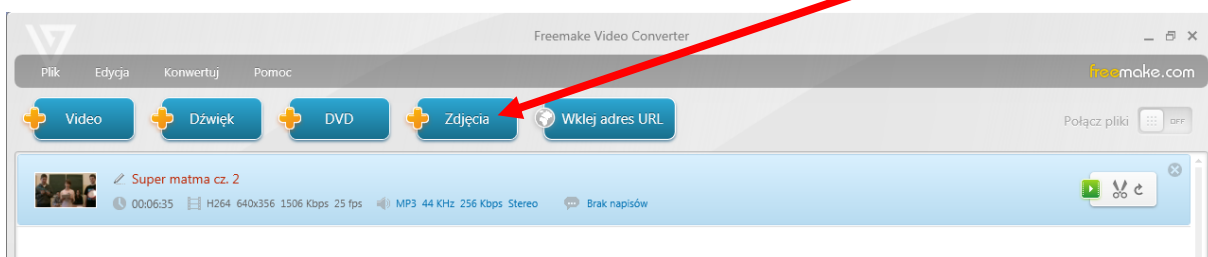 Freemake Video Converter
Plik Edycja Konwertuj Pomoc freemake.com
Video Dźwięk DVD Zdjęcia Wklej adres URL Połącz pliki OFF
Super matma cz. 2
00:06:35 H264 640x356 1506 Kbps 25 fps MP3 44 KHz 256 Kbps Stereo Brak napisów